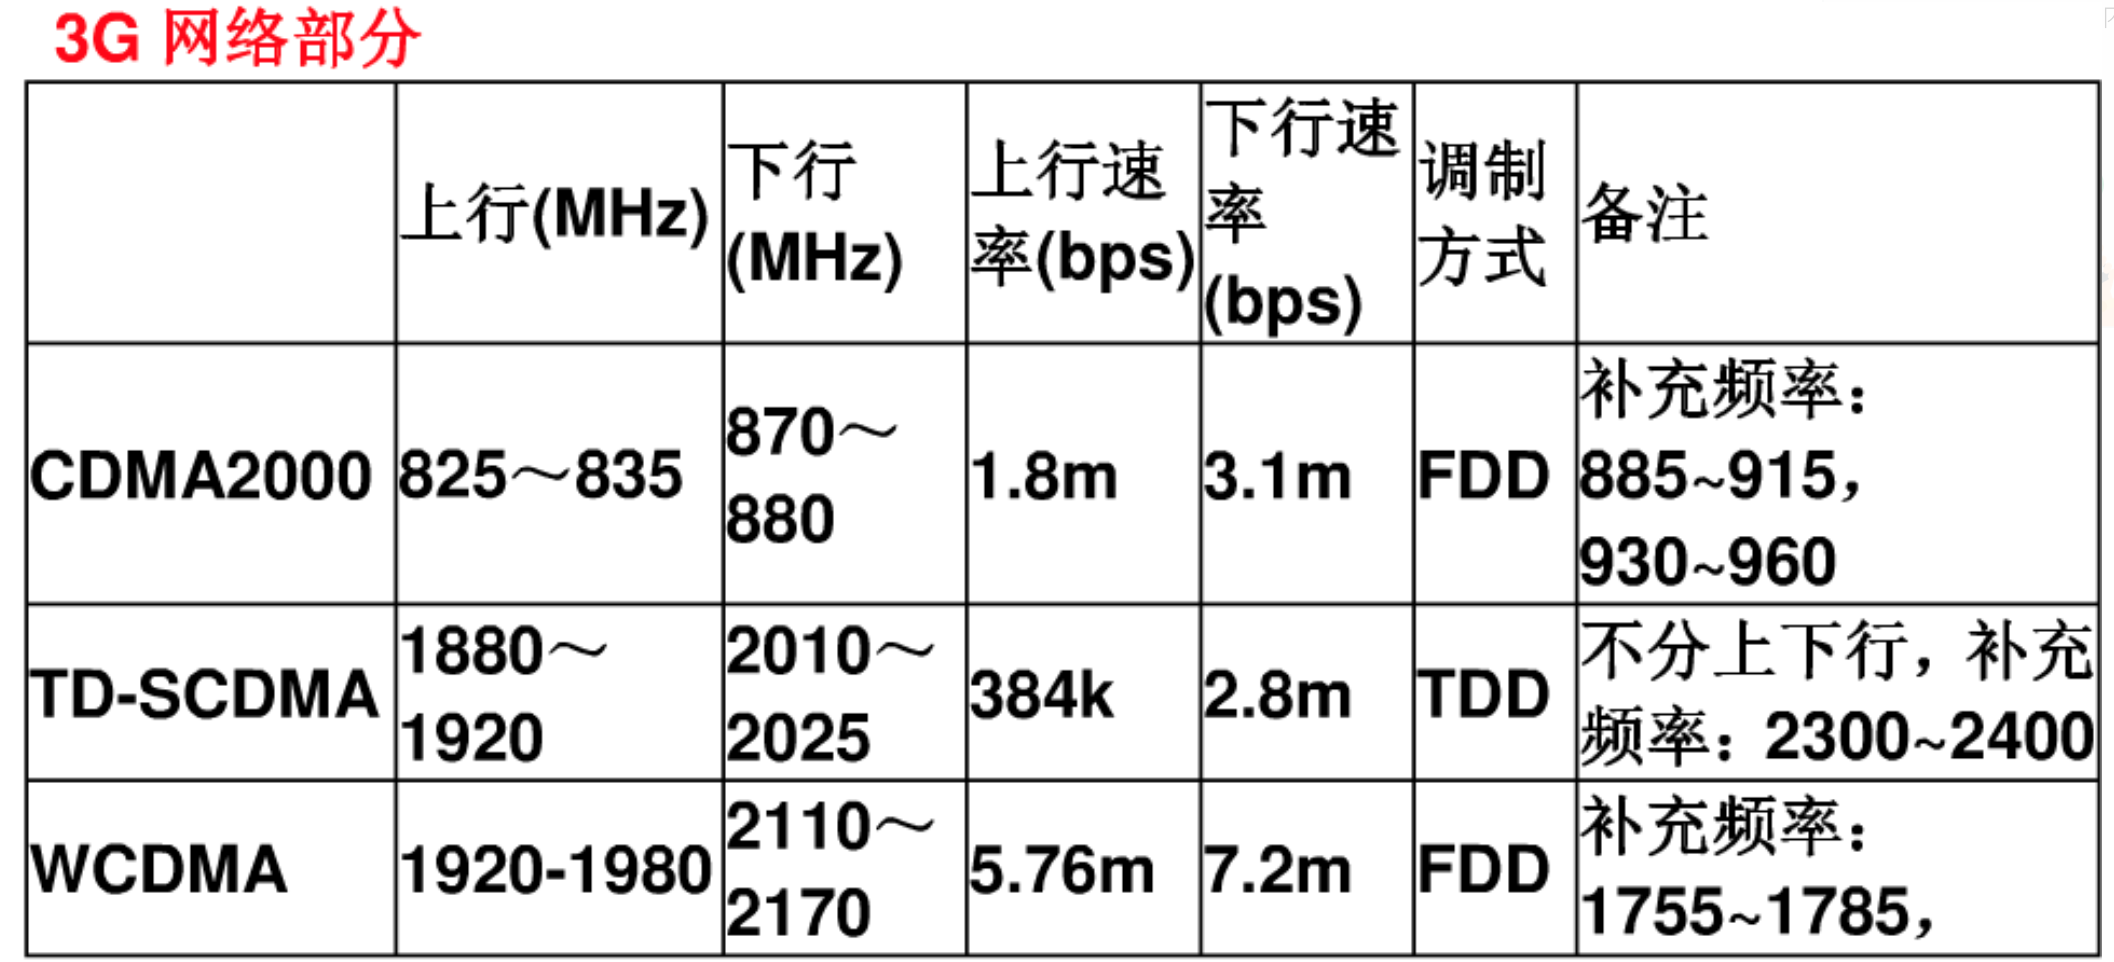 3G 网络部分
上行(MHz)
下行
(MHz)
上行速
率(bps)
下行速
率
(bps)
调制
方式
备注
CDMA2000
825～835
870～
880
1.8m
3.1m
FDD
补充频率：
885~915，
930~960
TD-SCDMA
1880～
1920
2010～
2025
384k
2.8m
TDD
不分上下行，补充
频率：2300~2400
WCDMA
1920-1980
2110～
2170
5.76m
7.2m
FDD
补充频率：
1755~1785，